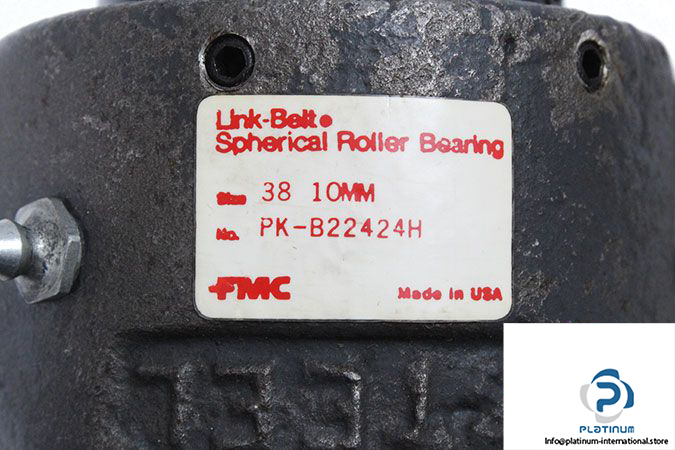 Link-Belt®
Spherical Roller Bearing
Size 38 10MM
No. PK-B22424H
FMC
Made in USA
STEEL
P
PLATINUM
Info@platinum-international.store